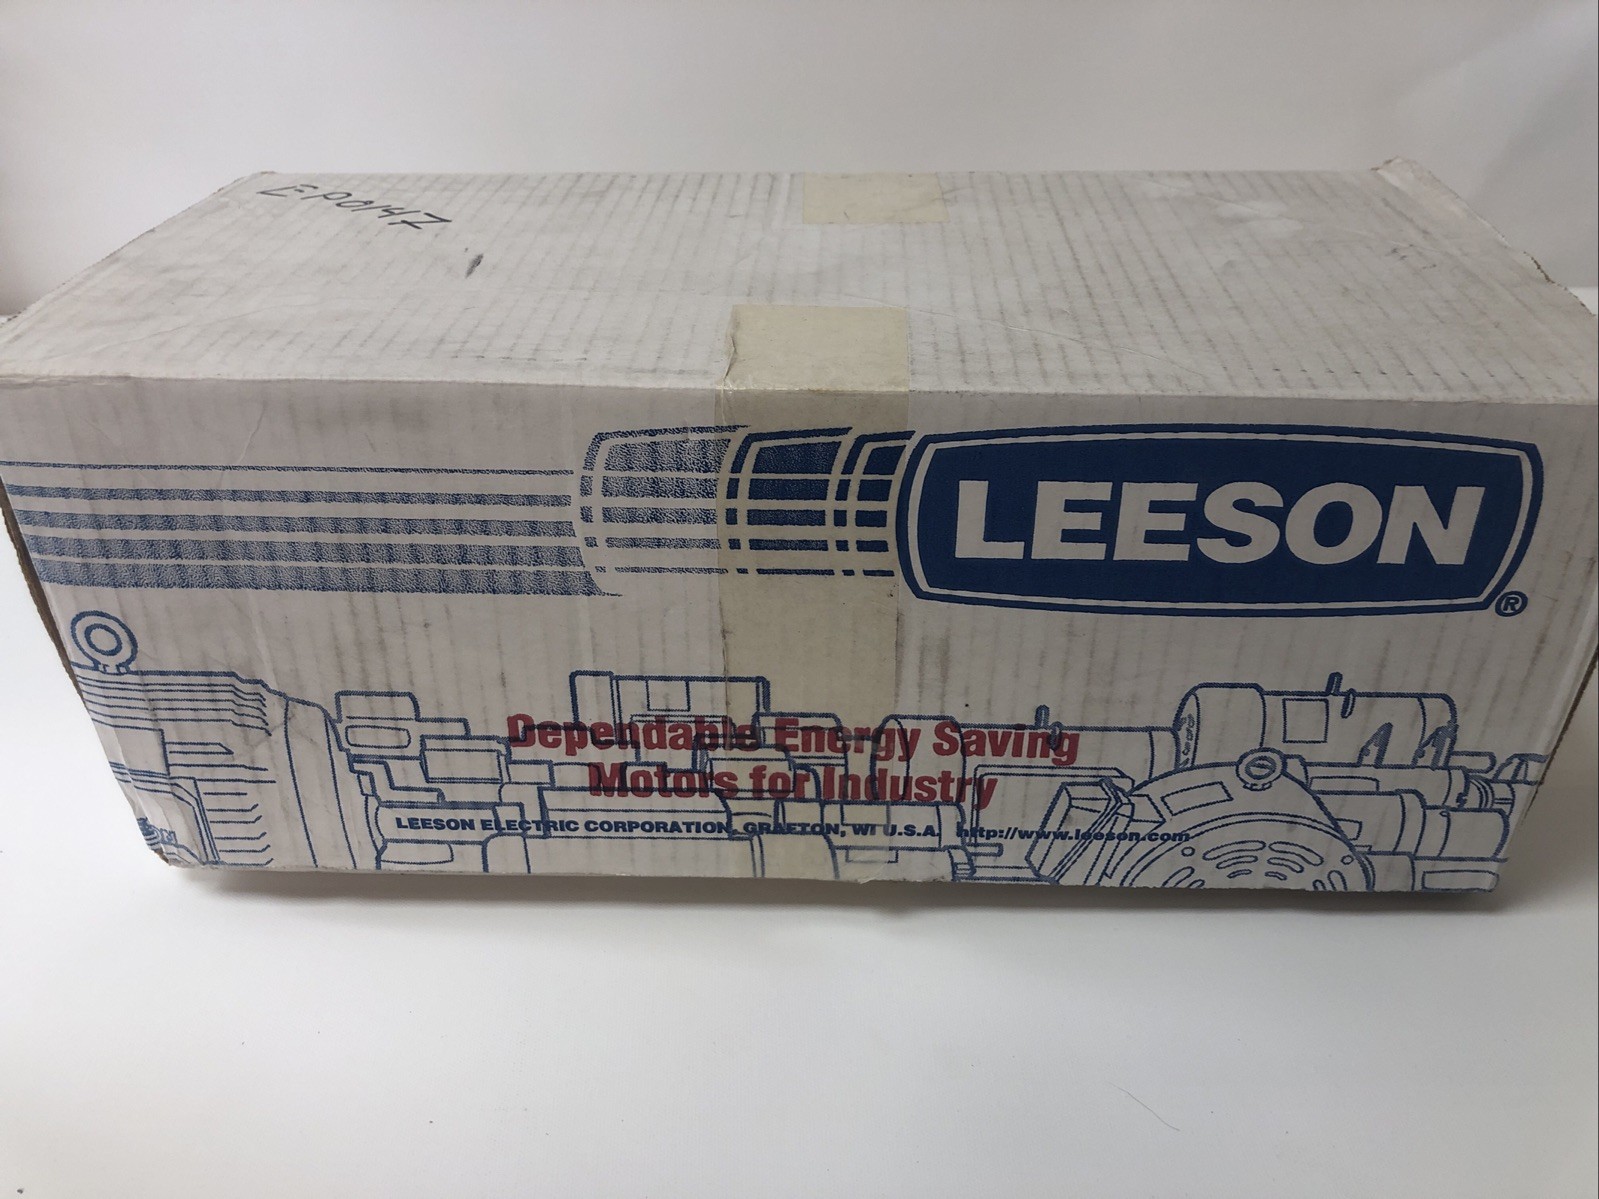 EP0147
LEESON®
Dependable Energy Saving
Motors for Industry
LEESON ELECTRIC CORPORATION, GRAFTON, WI U.S.A. http://www.leeson.com